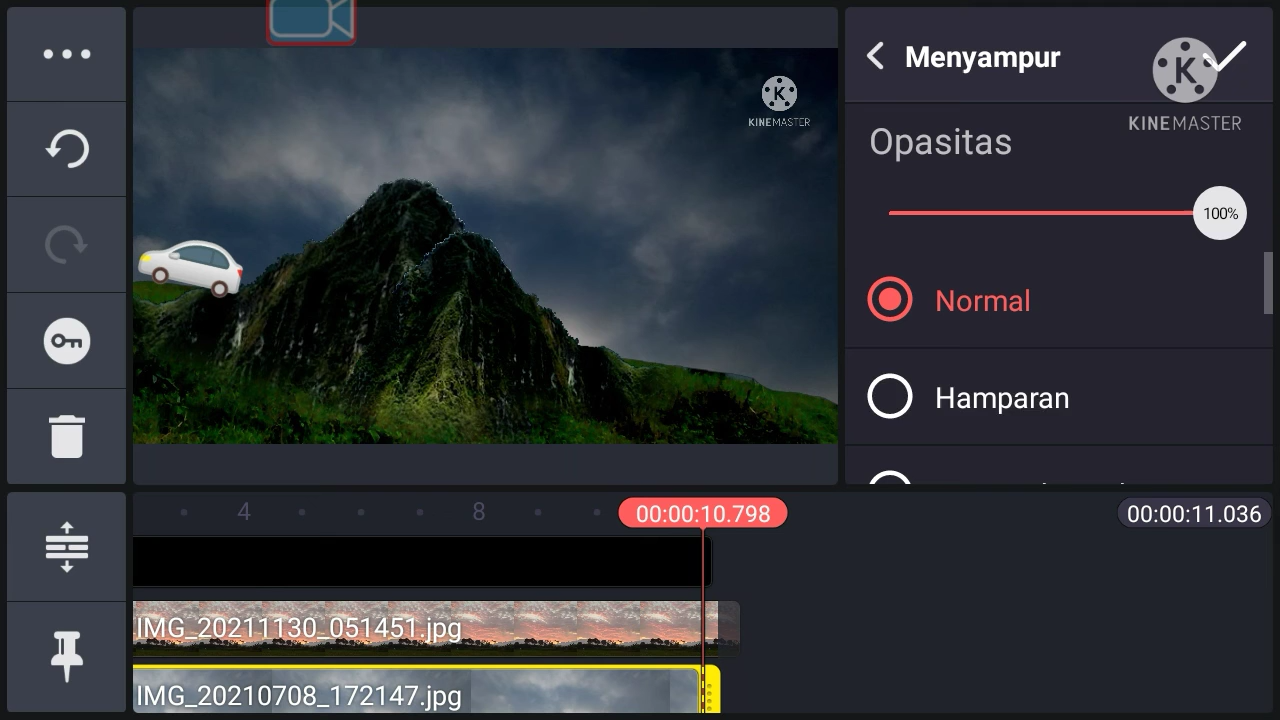 K
KINEMASTER
Menyampur
K
KINEMASTER
Opasitas
100%
Normal
Hamparan
4
8
00:00:10.798
00:00:11.036
IMG_20211130_051451.jpg
IMG_20210708_172147.jpg